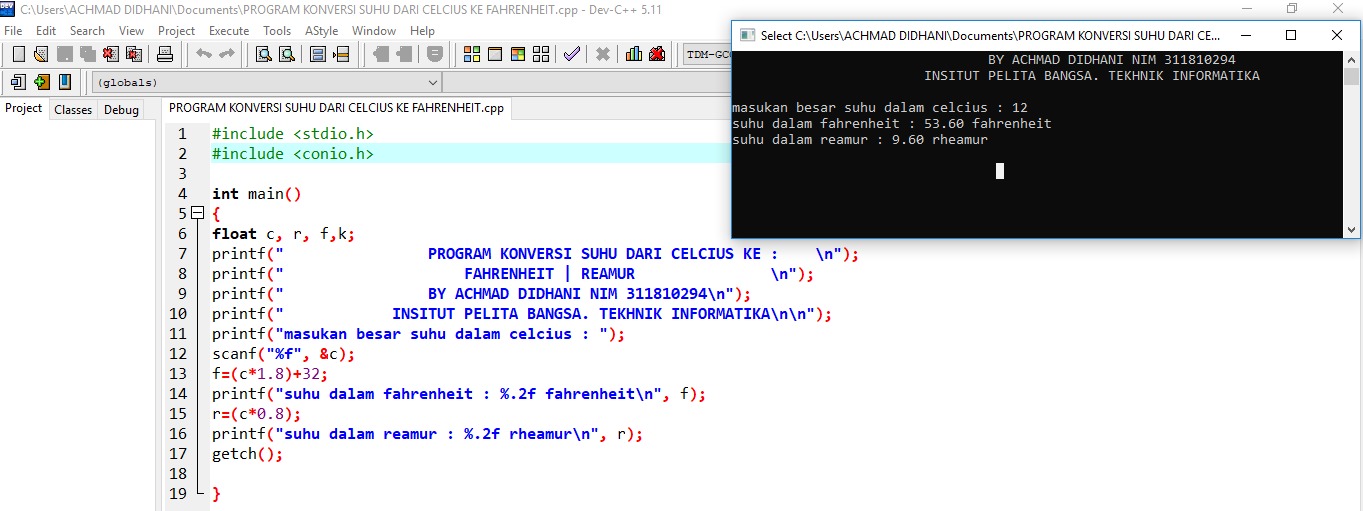 C:\Users\ACHMAD DIDHANI\Documents\PROGRAM KONVERSI SUHU DARI CELCIUS KE FAHRENHEIT.cpp - Dev-C++ 5.11
File Edit Search View Project Execute Tools AStyle Window Help
TDM-GCC
(globals)
Project Classes Debug
PROGRAM KONVERSI SUHU DARI CELCIUS KE FAHRENHEIT.cpp
1 #include <stdio.h>
2 #include <conio.h>
3
4 int main()
5 {
6 float c, r, f,k;
7 printf("                PROGRAM KONVERSI SUHU DARI CELCIUS KE :    \n");
8 printf("                    FAHRENHEIT | REAMUR               \n");
9 printf("                BY ACHMAD DIDHANI NIM 311810294\n");
10 printf("            INSITUT PELITA BANGSA. TEKHNIK INFORMATIKA\n\n");
11 printf("masukan besar suhu dalam celcius : ");
12 scanf("%f", &c);
13 f=(c*1.8)+32;
14 printf("suhu dalam fahrenheit : %.2f fahrenheit\n", f);
15 r=(c*0.8);
16 printf("suhu dalam reamur : %.2f rheamur\n", r);
17 getch();
18
19 }
Select C:\Users\ACHMAD DIDHANI\Documents\PROGRAM KONVERSI SUHU DARI CE...
BY ACHMAD DIDHANI NIM 311810294
INSITUT PELITA BANGSA. TEKHNIK INFORMATIKA
masukan besar suhu dalam celcius : 12
suhu dalam fahrenheit : 53.60 fahrenheit
suhu dalam reamur : 9.60 rheamur